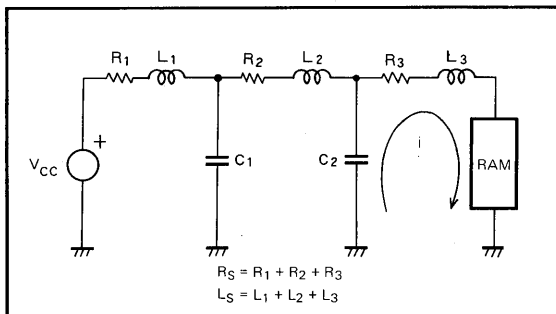 R1 L1 R2 L2 R3 L3
+
VCC C1 C2 i RAM
RS = R1 + R2 + R3
LS = L1 + L2 + L3